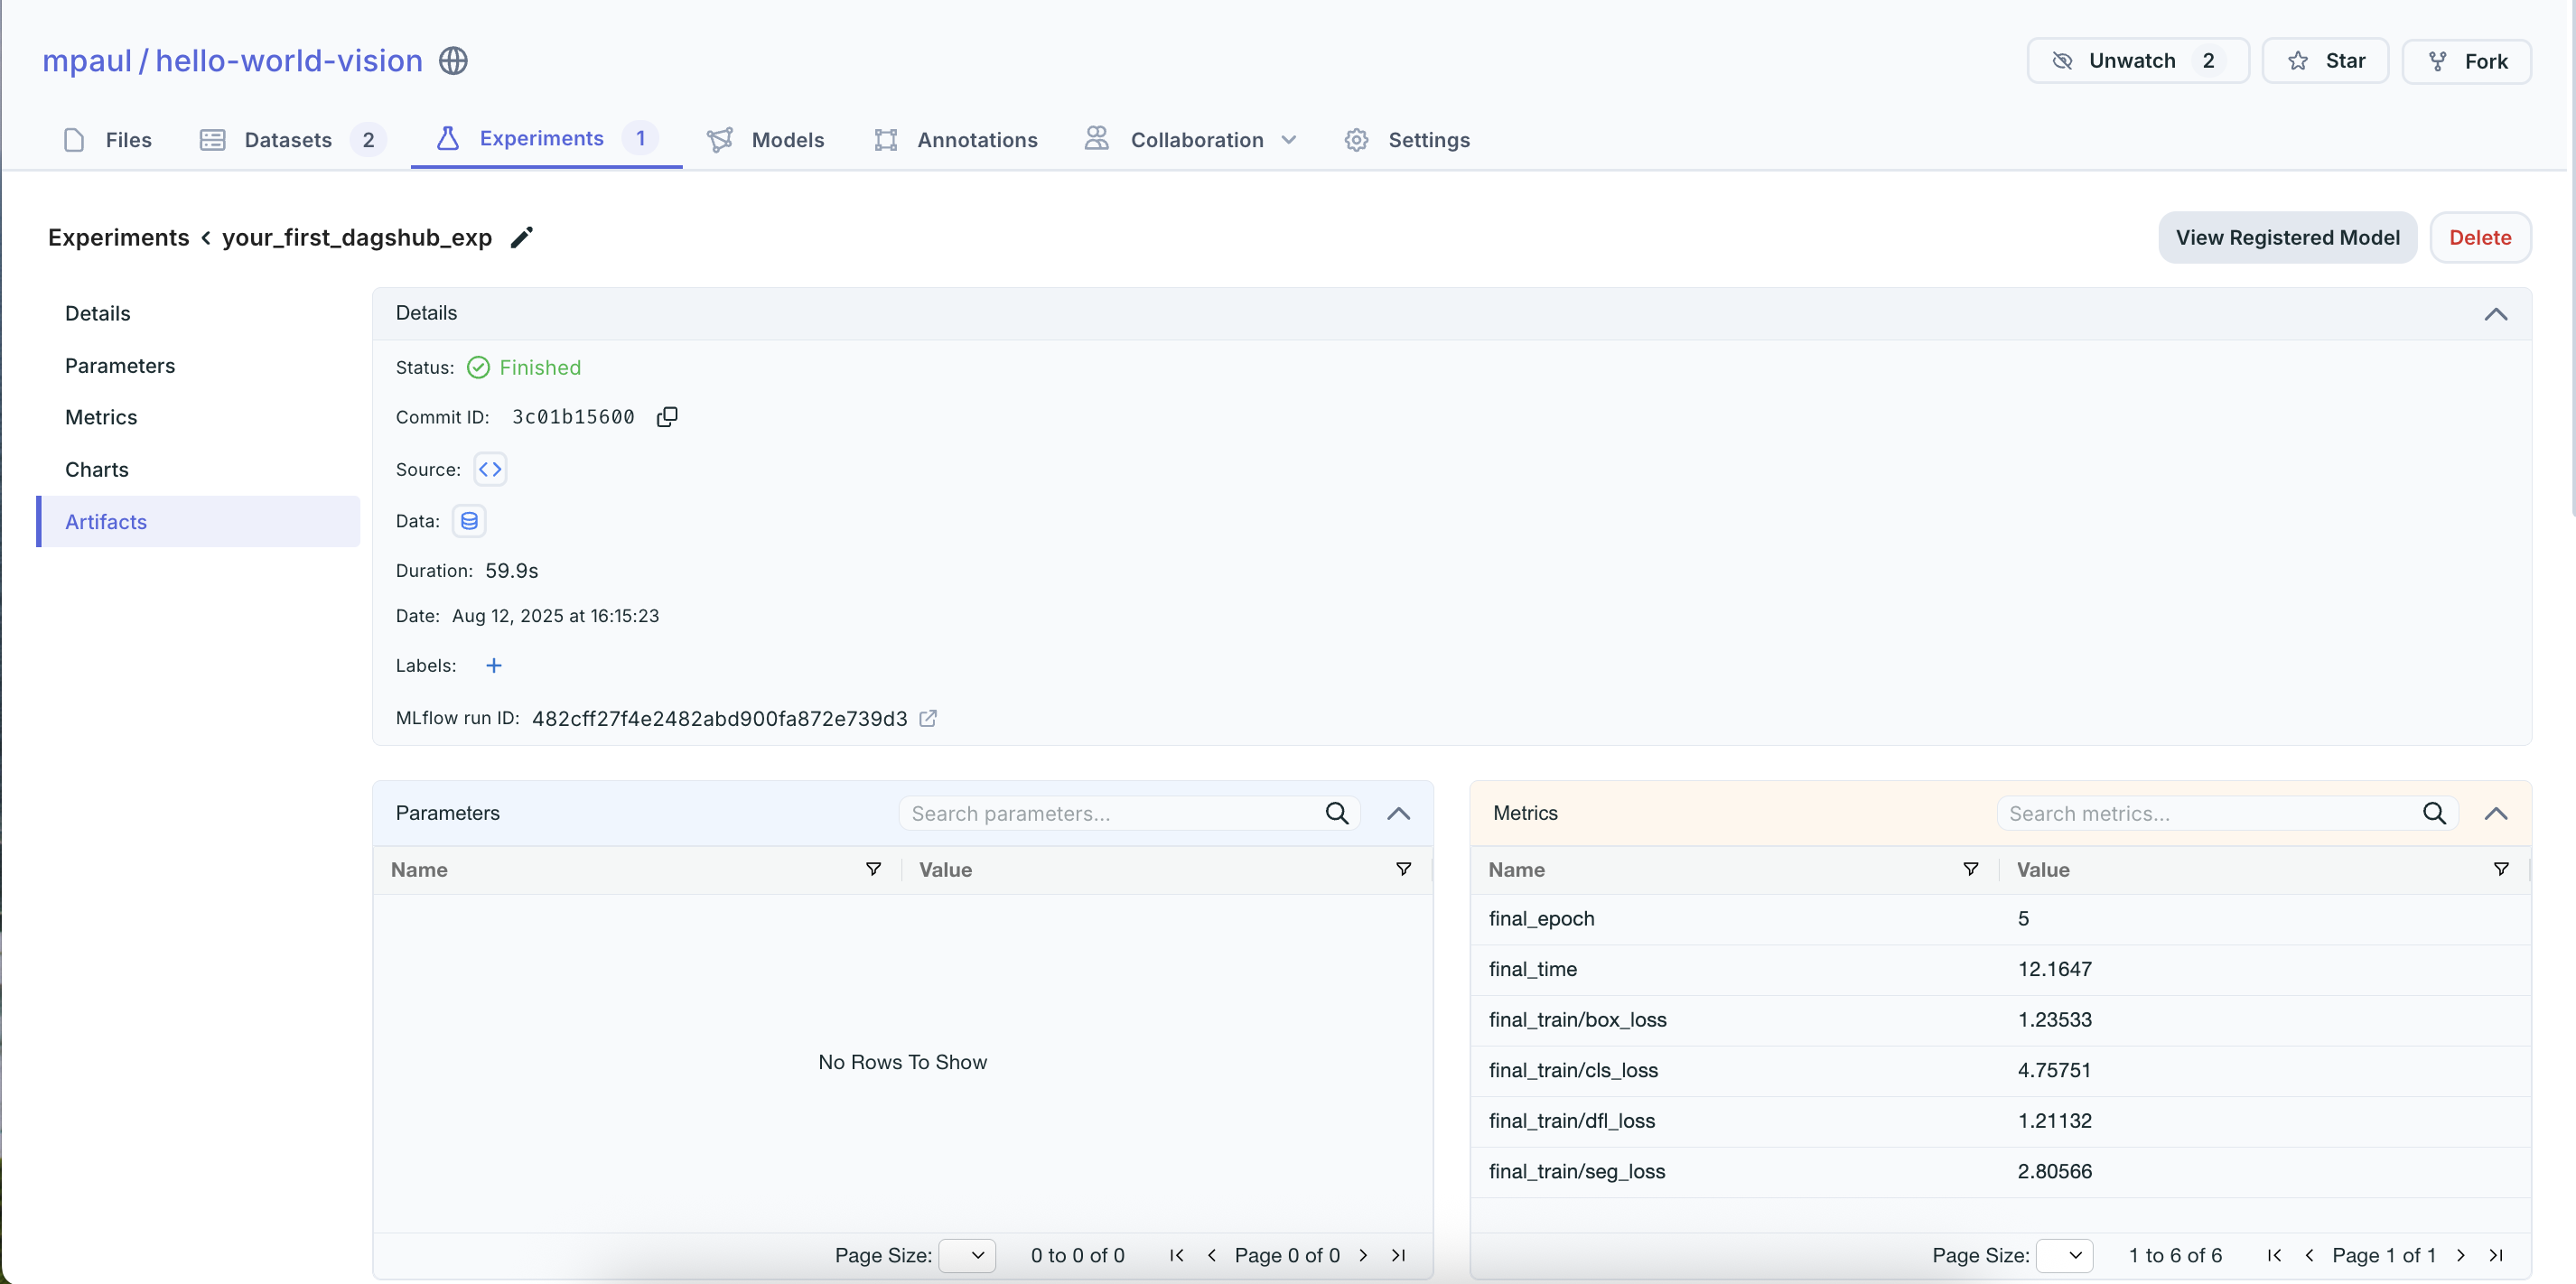 mpaul / hello-world-vision
Unwatch 2 Star Fork
Files Datasets 2 Experiments 1 Models Annotations Collaboration Settings
Experiments < your_first_dagshub_exp
View Registered Model Delete
Details
Parameters
Metrics
Charts
Artifacts
Details
Status: Finished
Commit ID: 3c01b15600
Source:
Data:
Duration: 59.9s
Date: Aug 12, 2025 at 16:15:23
Labels: +
MLflow run ID: 482cff27f4e2482abd900fa872e739d3
Parameters Search parameters...
Name Value
No Rows To Show
Page Size: 0 to 0 of 0 Page 0 of 0
Metrics Search metrics...
Name Value
final_epoch 5
final_time 12.1647
final_train/box_loss 1.23533
final_train/cls_loss 4.75751
final_train/dfl_loss 1.21132
final_train/seg_loss 2.80566
Page Size: 1 to 6 of 6 Page 1 of 1